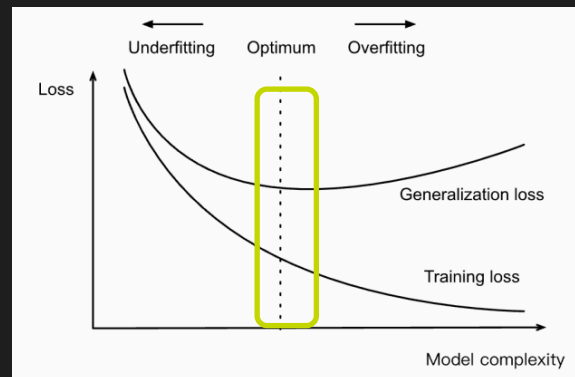 Underfitting Optimum Overfitting
Loss
Generalization loss
Training loss
Model complexity